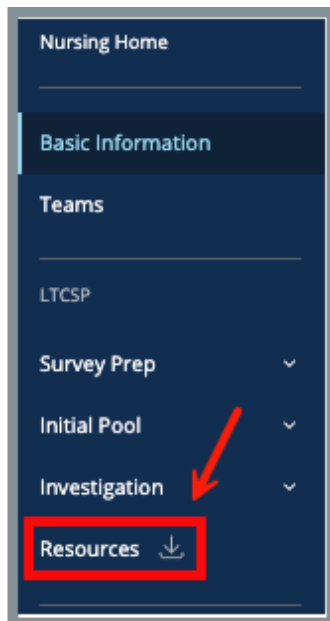 Nursing Home
Basic Information
Teams
LTCSP
Survey Prep
Initial Pool
Investigation
Resources